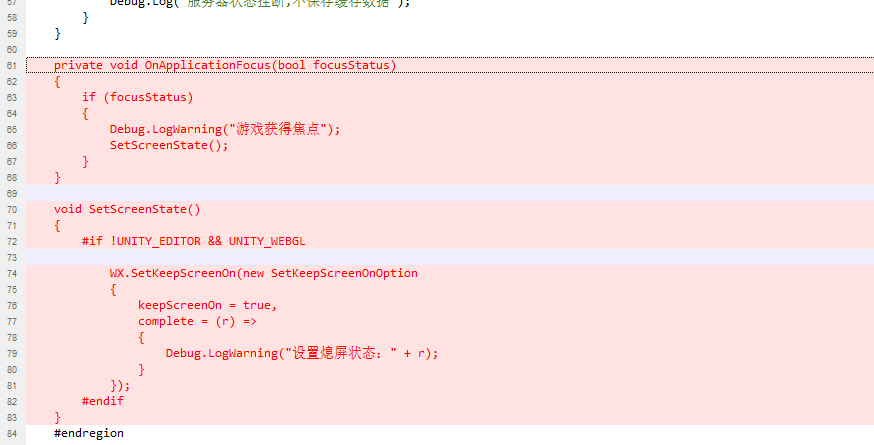 57             Debug.Log("服务器状态挂断,不保存缓存数据");
58         }
59     }
60
61     private void OnApplicationFocus(bool focusStatus)
62     {
63         if (focusStatus)
64         {
65             Debug.LogWarning("游戏获得焦点");
66             SetScreenState();
67         }
68     }
69
70     void SetScreenState()
71     {
72         #if !UNITY_EDITOR && UNITY_WEBGL
73
74             WX.SetKeepScreenOn(new SetKeepScreenOnOption
75             {
76                 keepScreenOn = true,
77                 complete = (r) =>
78                 {
79                     Debug.LogWarning("设置熄屏状态：" + r);
80                 }
81             });
82         #endif
83     }
84     #endregion